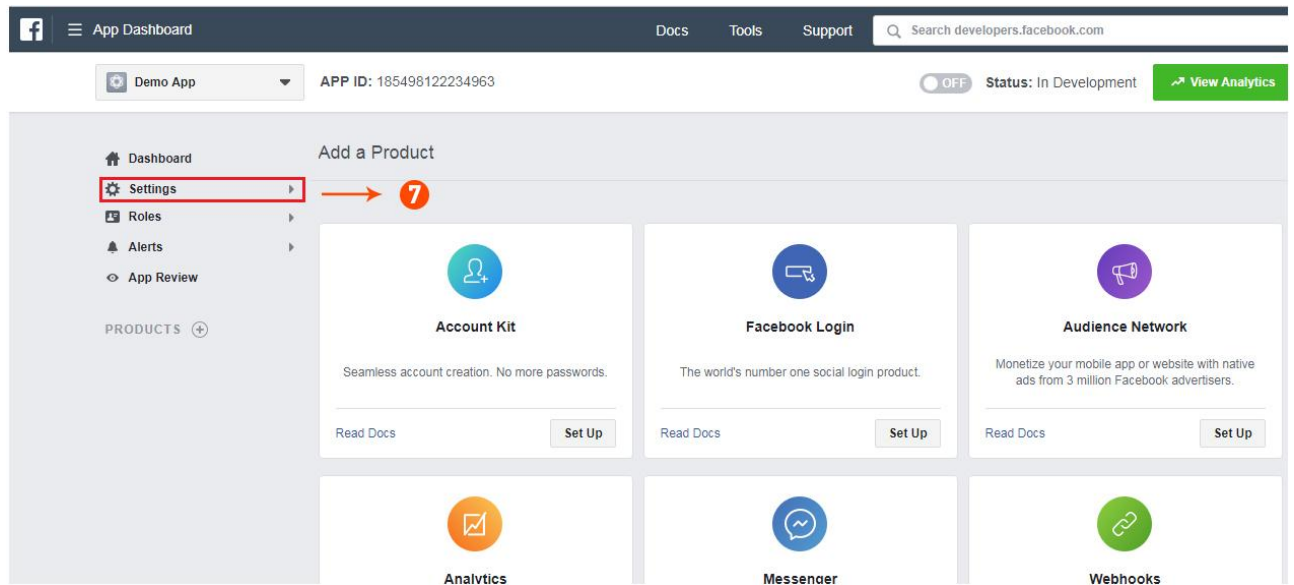 App Dashboard Docs Tools Support Search developers.facebook.com
Demo App APP ID: 185498122234963 OFF Status: In Development View Analytics
Dashboard
Settings
Roles
Alerts
App Review
PRODUCTS
Add a Product
7
Account Kit
Seamless account creation. No more passwords.
Read Docs Set Up
Facebook Login
The world's number one social login product.
Read Docs Set Up
Audience Network
Monetize your mobile app or website with native
ads from 3 million Facebook advertisers.
Read Docs Set Up
Analytics
Messenger
Webhooks